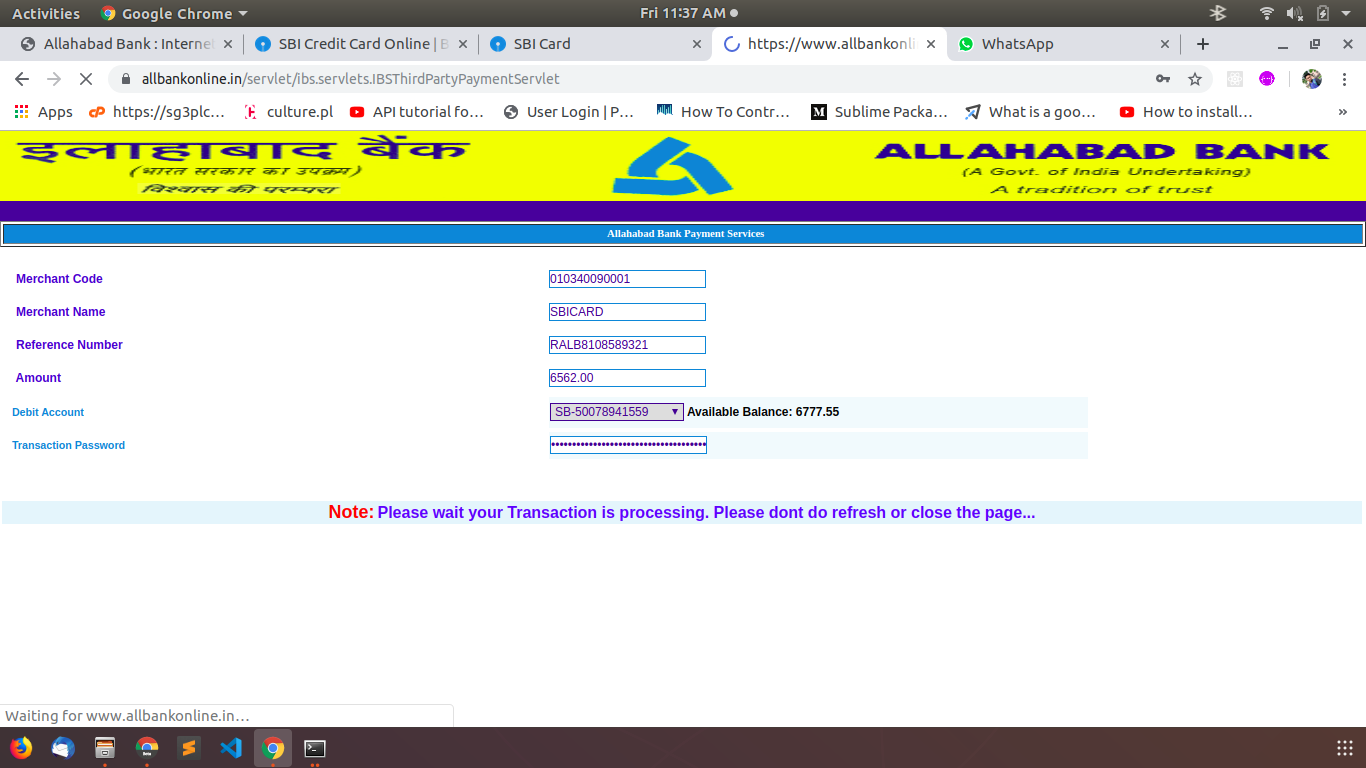 Activities Google Chrome Fri 11:37 AM
Allahabad Bank : Interne SBI Credit Card Online | B SBI Card https://www.allbankonli WhatsApp
allbankonline.in/servlet/ibs.servlets.IBSThirdPartyPaymentServlet
Apps https://sg3plc... culture.pl API tutorial fo... User Login | P... How To Contr... Sublime Packa... What is a goo... How to install... »
इलाहाबाद बैंक ALLAHABAD BANK
(भारत सरकार का उपक्रम) (A Govt. of India Undertaking)
विश्वास की परम्परा A tradition of trust
Allahabad Bank Payment Services
Merchant Code 010340090001
Merchant Name SBICARD
Reference Number RALB8108589321
Amount 6562.00
Debit Account SB-50078941559 Available Balance: 6777.55
Transaction Password
Note: Please wait your Transaction is processing. Please dont do refresh or close the page...
Waiting for www.allbankonline.in...